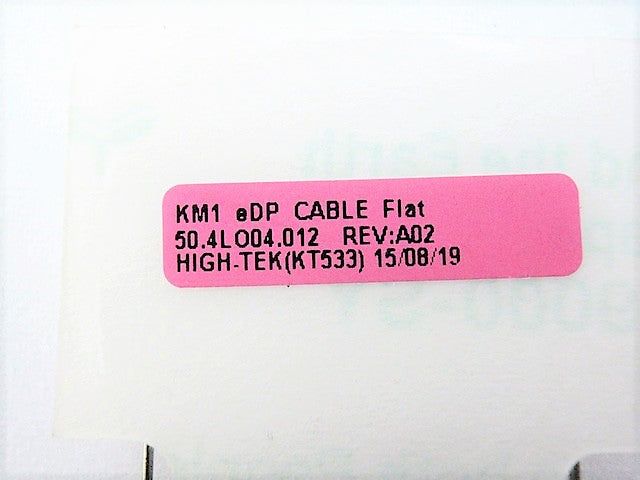 KM1 eDP CABLE Flat
50.4LO04.012 REV:A02
HIGH-TEK(KT533) 15/08/19